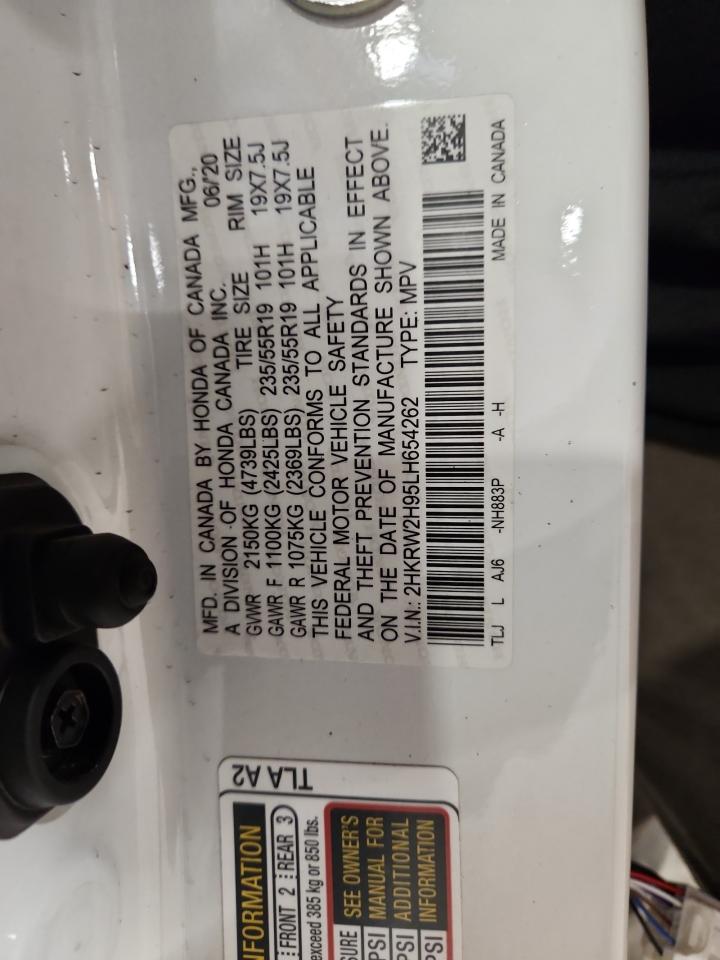 MFD. IN CANADA BY HONDA OF CANADA MFG.,
A DIVISION OF HONDA CANADA INC. 06/'20
GVWR 2150KG (4739LBS) TIRE SIZE RIM SIZE
GAWR F 1100KG (2425LBS) 235/55R19 101H 19X7.5J
GAWR R 1075KG (2369LBS) 235/55R19 101H 19X7.5J
THIS VEHICLE CONFORMS TO ALL APPLICABLE
FEDERAL MOTOR VEHICLE SAFETY
AND THEFT PREVENTION STANDARDS IN EFFECT
ON THE DATE OF MANUFACTURE SHOWN ABOVE.
V.I.N.: 2HKRW2H95LH654262 TYPE: MPV
TLJ L AJ6 -NH883P -A -H MADE IN CANADA
TLA A2
FRONT 2 REAR 3
exceed 385 kg or 850 lbs.
SEE OWNER'S
PSI MANUAL FOR
PSI ADDITIONAL
PSI INFORMATION